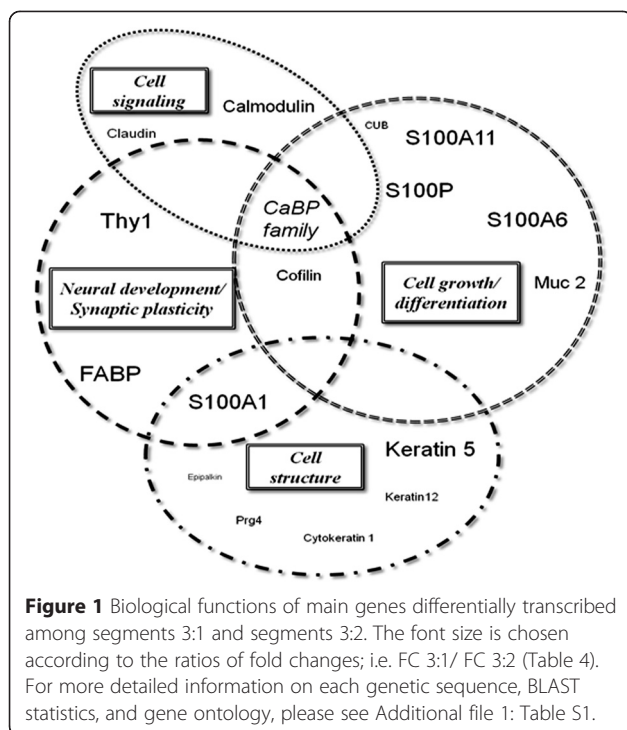 Cell
signaling
Calmodulin
Claudin
CUB
S100A11
S100P
CaBP
family
Thy1
S100A6
Cofilin
Neural development/
Synaptic plasticity
Cell growth/
differentiation
Muc 2
FABP
S100A1
Keratin 5
Cell
structure
Epipalkin
Keratin12
Prg4
Cytokeratin 1
Figure 1 Biological functions of main genes differentially transcribed
among segments 3:1 and segments 3:2. The font size is chosen
according to the ratios of fold changes; i.e. FC 3:1/ FC 3:2 (Table 4).
For more detailed information on each genetic sequence, BLAST
statistics, and gene ontology, please see Additional file 1: Table S1.